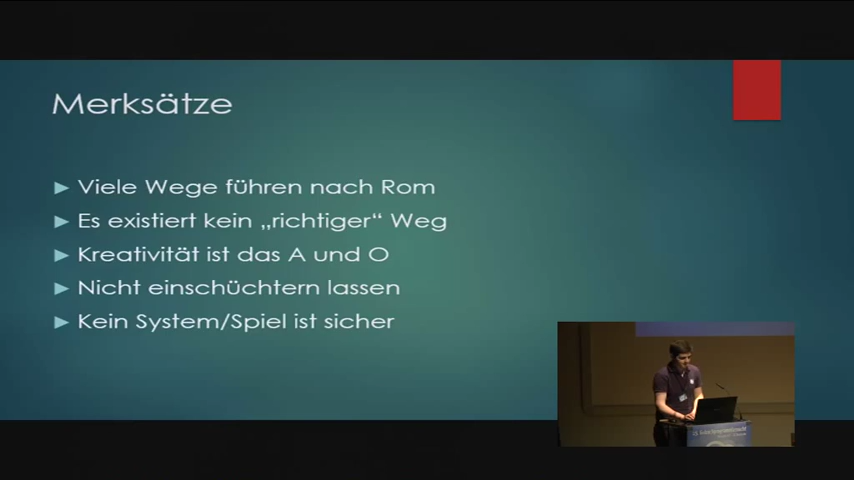 Merksätze
Viele Wege führen nach Rom
Es existiert kein „richtiger“ Weg
Kreativität ist das A und O
Nicht einschüchtern lassen
Kein System/Spiel ist sicher